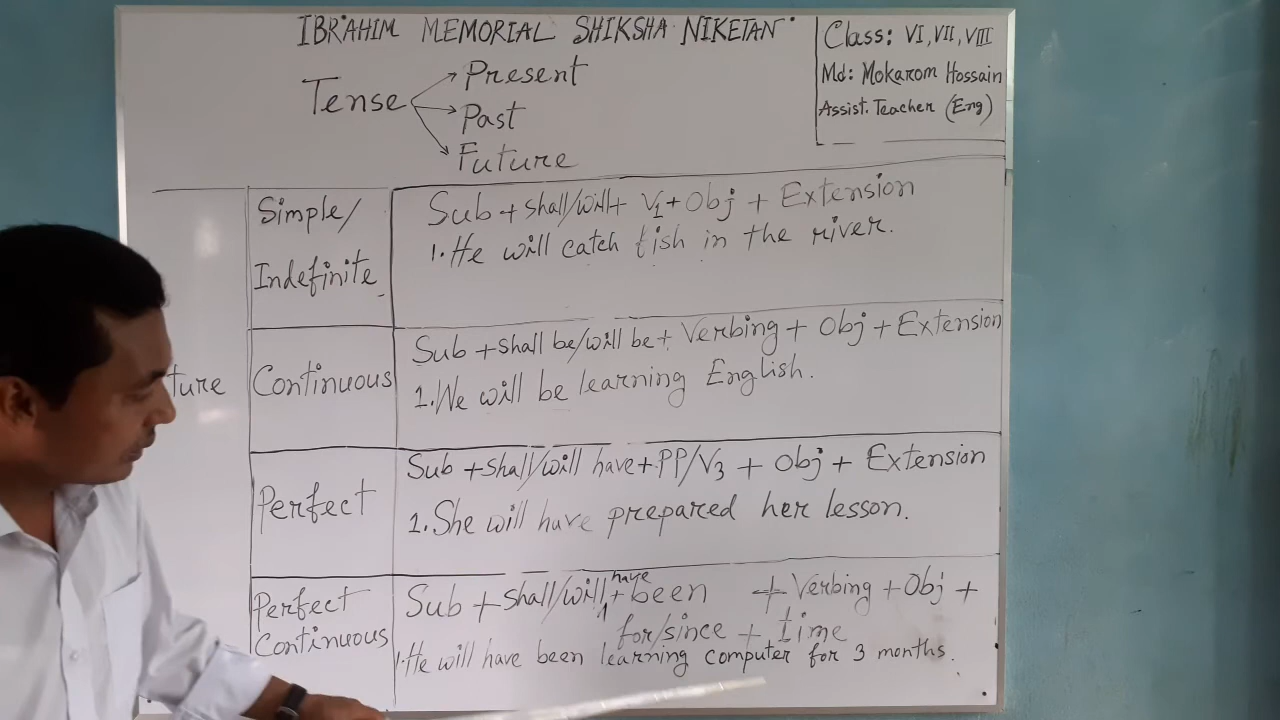 IBRAHIM MEMORIAL SHIKSHA NIKETAN
Class: VI, VII, VIII
Md: Mokarom Hossain
Assist. Teacher (Eng)
Tense
Present
Past
Future
ture
Simple/
Indefinite
Sub + shall/will + V1 + Obj + Extension
1. He will catch fish in the river.
Continuous
Sub + shall be/will be + Verbing + Obj + Extension
1. We will be learning English.
Perfect
Sub + shall/will have + PP/V3 + Obj + Extension
1. She will have prepared her lesson.
Perfect
Continuous
Sub + shall/will have + been + Verbing + Obj +
for/since + time
1. He will have been learning computer for 3 months.